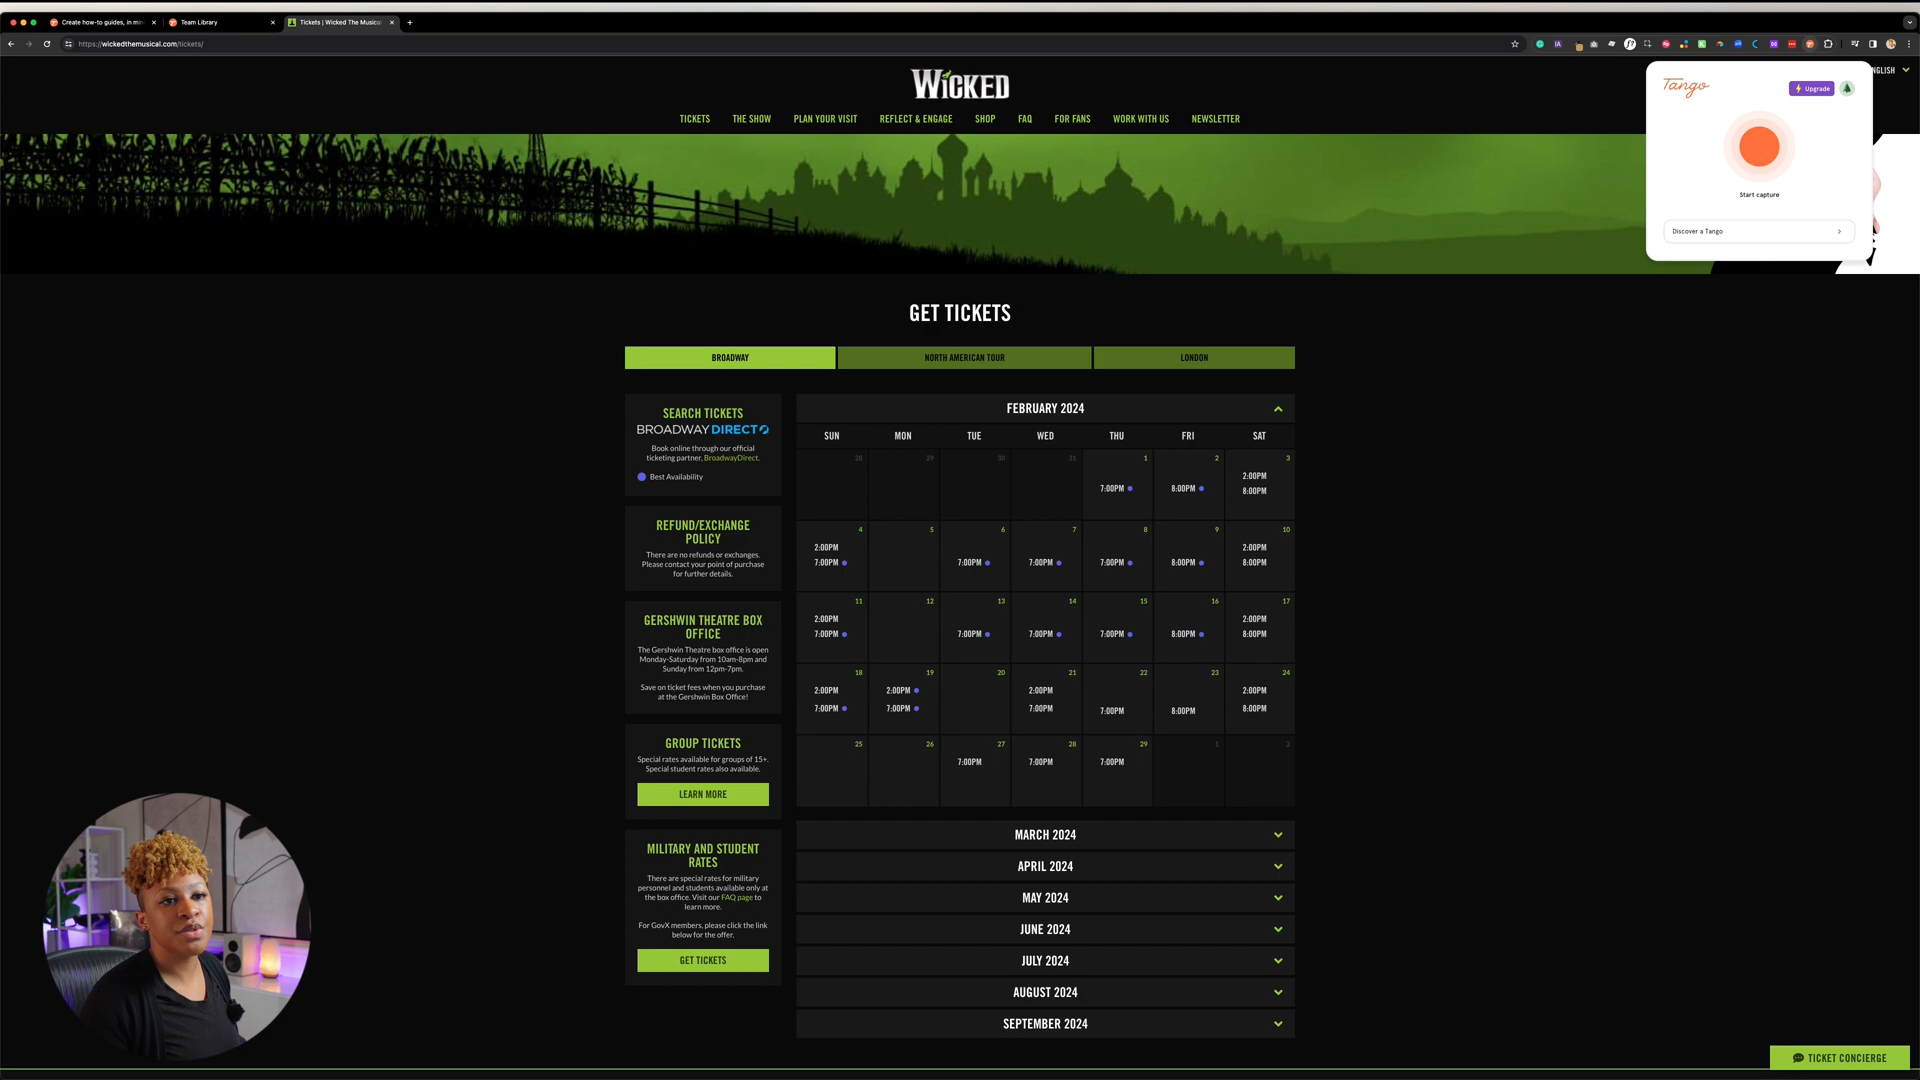 Create how-to guides, in min
Team Library
Tickets | Wicked The Musical
https://wickedthemusical.com/tickets/
WICKED
NGLISH
TICKETS
THE SHOW
PLAN YOUR VISIT
REFLECT & ENGAGE
SHOP
FAQ
FOR FANS
WORK WITH US
NEWSLETTER
Tango
Upgrade
Start capture
Discover a Tango
GET TICKETS
BROADWAY
NORTH AMERICAN TOUR
LONDON
SEARCH TICKETS
BROADWAY DIRECT
Book online through our official
ticketing partner, BroadwayDirect.
Best Availability
REFUND/EXCHANGE
POLICY
There are no refunds or exchanges.
Please contact your point of purchase
for further details.
GERSHWIN THEATRE BOX
OFFICE
The Gershwin Theatre box office is open
Monday-Saturday from 10am-8pm and
Sunday from 12pm-7pm.
Save on ticket fees when you purchase
at the Gershwin Box Office!
GROUP TICKETS
Special rates available for groups of 15+.
Special student rates also available.
LEARN MORE
MILITARY AND STUDENT
RATES
There are special rates for military
personnel and students available only at
the box office. Visit our FAQ page to
learn more.
For GovX members, please click the link
below for the offer.
GET TICKETS
FEBRUARY 2024
SUN MON TUE WED THU FRI SAT
28 29 30 31 1 2 3
2:00PM
7:00PM 8:00PM 8:00PM
4 5 6 7 8 9 10
2:00PM 2:00PM
7:00PM 7:00PM 7:00PM 7:00PM 8:00PM 8:00PM
11 12 13 14 15 16 17
2:00PM 2:00PM
7:00PM 7:00PM 7:00PM 7:00PM 8:00PM 8:00PM
18 19 20 21 22 23 24
2:00PM 2:00PM 2:00PM 2:00PM
7:00PM 7:00PM 7:00PM 7:00PM 8:00PM 8:00PM
25 26 27 28 29 1 2
7:00PM 7:00PM 7:00PM
MARCH 2024
APRIL 2024
MAY 2024
JUNE 2024
JULY 2024
AUGUST 2024
SEPTEMBER 2024
TICKET CONCIERGE